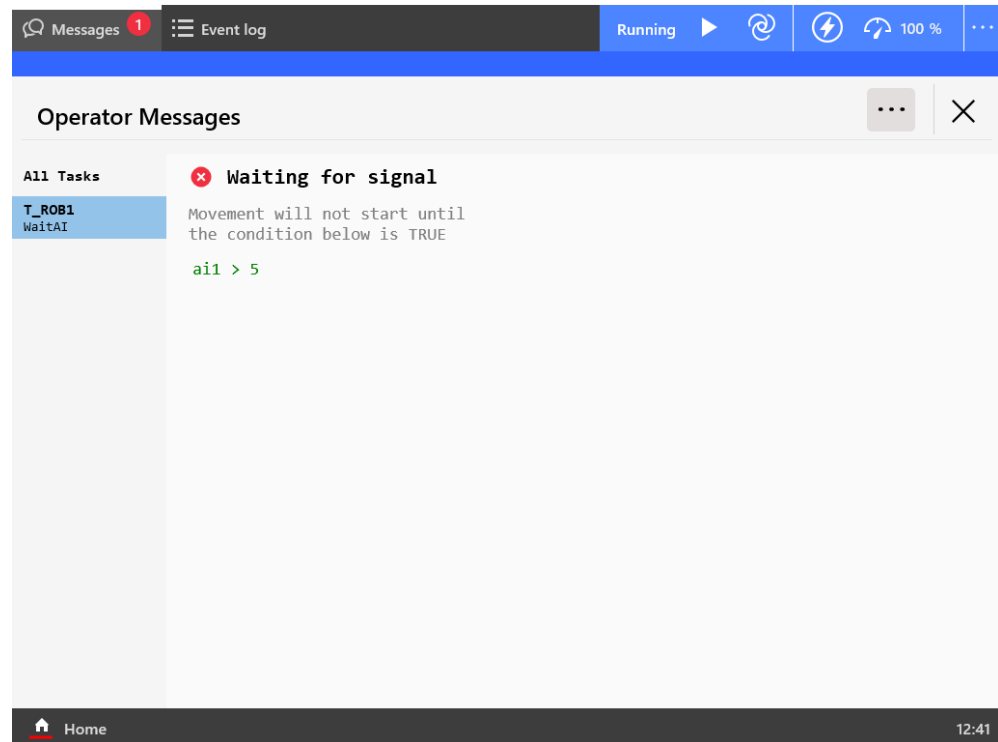 Messages 1 Event log Running 100 % ...
Operator Messages ...
All Tasks
T_ROB1
WaitAI
Waiting for signal
Movement will not start until
the condition below is TRUE
ai1 > 5
Home 12:41